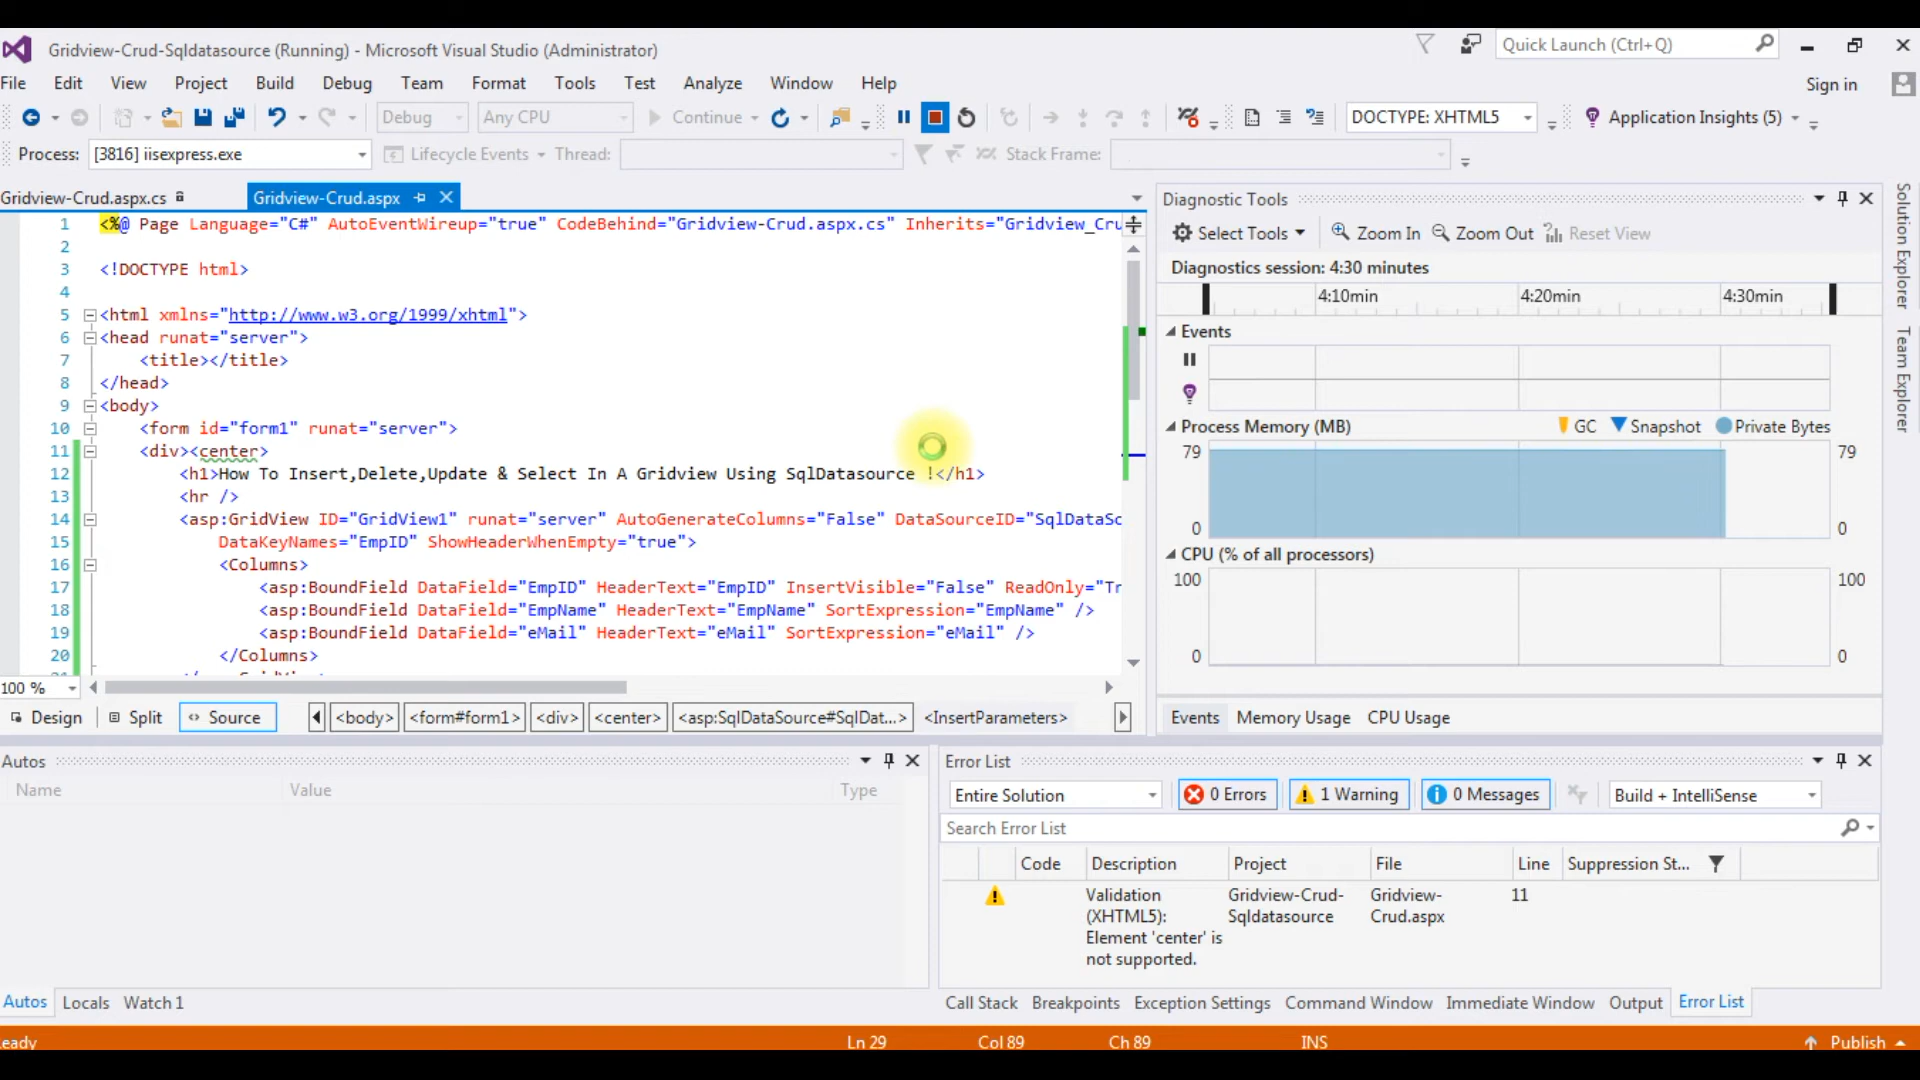 Gridview-Crud-Sqldatasource (Running) - Microsoft Visual Studio (Administrator)
Quick Launch (Ctrl+Q)
File Edit View Project Build Debug Team Format Tools Test Analyze Window Help
Sign in
Debug Any CPU Continue DOCTYPE: XHTML5 Application Insights (5)
Process: [3816] iisexpress.exe Lifecycle Events Thread: Stack Frame:
Gridview-Crud.aspx.cs Gridview-Crud.aspx
1 <%@ Page Language="C#" AutoEventWireup="true" CodeBehind="Gridview-Crud.aspx.cs" Inherits="Gridview_Cru
2
3 <!DOCTYPE html>
4
5 <html xmlns="http://www.w3.org/1999/xhtml">
6 <head runat="server">
7 <title></title>
8 </head>
9 <body>
10 <form id="form1" runat="server">
11 <div><center>
12 <h1>How To Insert,Delete,Update & Select In A Gridview Using SqlDatasource !</h1>
13 <hr />
14 <asp:GridView ID="GridView1" runat="server" AutoGenerateColumns="False" DataSourceID="SqlDataSc
15 DataKeyNames="EmpID" ShowHeaderWhenEmpty="true">
16 <Columns>
17 <asp:BoundField DataField="EmpID" HeaderText="EmpID" InsertVisible="False" ReadOnly="Tr
18 <asp:BoundField DataField="EmpName" HeaderText="EmpName" SortExpression="EmpName" />
19 <asp:BoundField DataField="eMail" HeaderText="eMail" SortExpression="eMail" />
20 </Columns>
100 %
Design Split Source <body> <form#form1> <div> <center> <asp:SqlDataSource#SqlDat...> <InsertParameters>
Diagnostic Tools
Select Tools Zoom In Zoom Out Reset View
Diagnostics session: 4:30 minutes
4:10min 4:20min 4:30min
Events
Process Memory (MB) GC Snapshot Private Bytes
79 79
0 0
CPU (% of all processors)
100 100
0 0
Events Memory Usage CPU Usage
Solution Explorer
Team Explorer
Autos
Name Value Type
Autos Locals Watch 1
Error List
Entire Solution 0 Errors 1 Warning 0 Messages Build + IntelliSense
Search Error List
Code Description Project File Line Suppression St...
Validation Gridview-Crud- Gridview- 11
(XHTML5): Sqldatasource Crud.aspx
Element 'center' is
not supported.
Call Stack Breakpoints Exception Settings Command Window Immediate Window Output Error List
eady Ln 29 Col 89 Ch 89 INS Publish